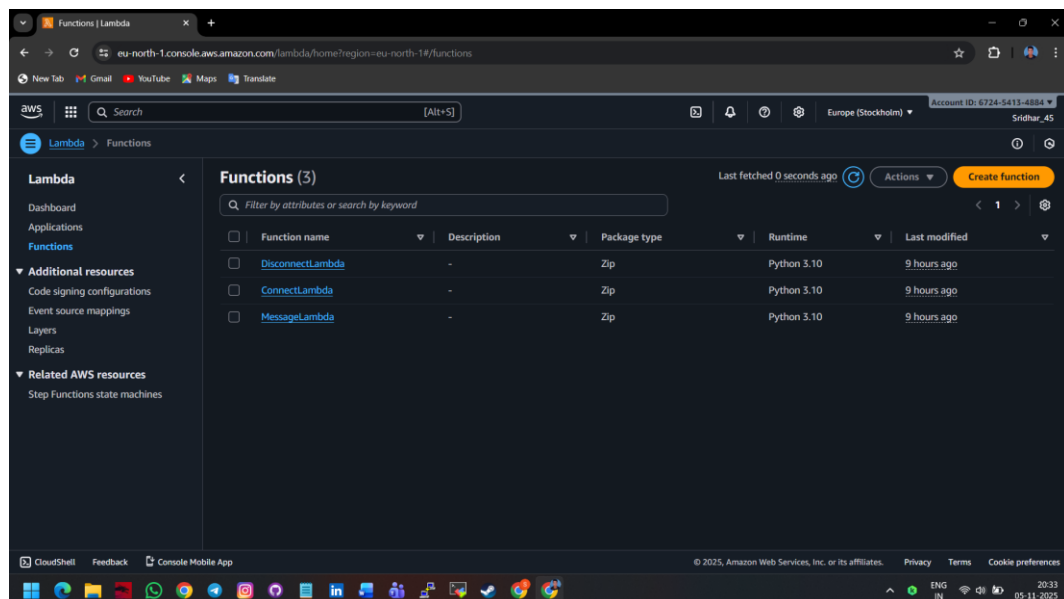 Functions | Lambda
eu-north-1.console.aws.amazon.com/lambda/home?region=eu-north-1#/functions
New Tab Gmail YouTube Maps Translate
aws Search [Alt+S] Europe (Stockholm) Account ID: 6724-5413-4884
Sridhar_45
Lambda > Functions
Lambda
Dashboard
Applications
Functions
Additional resources
Code signing configurations
Event source mappings
Layers
Replicas
Related AWS resources
Step Functions state machines
Functions (3) Last fetched 0 seconds ago Actions Create function
Filter by attributes or search by keyword 1
Function name Description Package type Runtime Last modified
DisconnectLambda - Zip Python 3.10 9 hours ago
ConnectLambda - Zip Python 3.10 9 hours ago
MessageLambda - Zip Python 3.10 9 hours ago
CloudShell Feedback Console Mobile App © 2025, Amazon Web Services, Inc. or its affiliates. Privacy Terms Cookie preferences
ENG 20:33
IN 05-11-2025